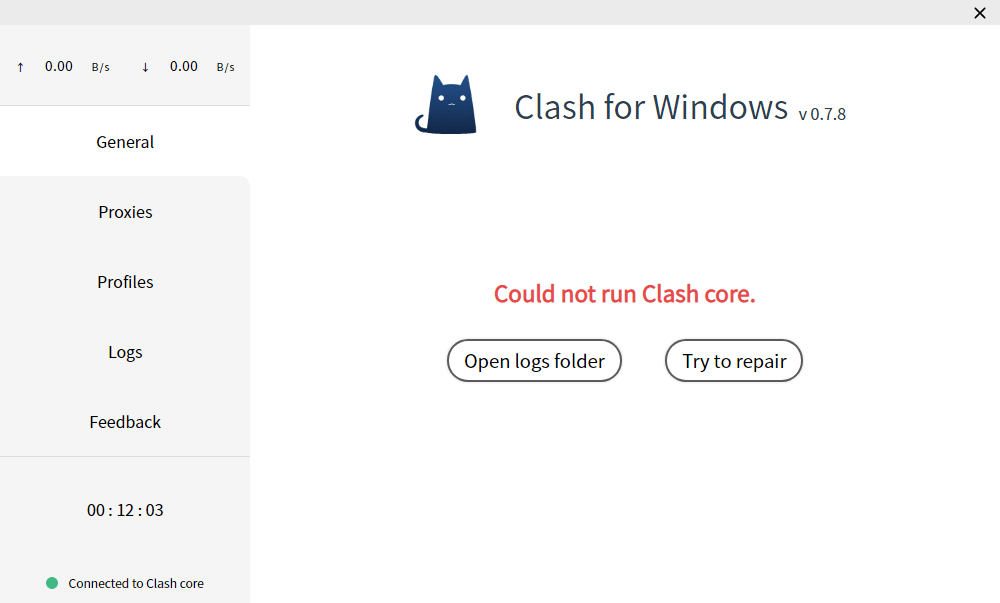 ↑ 0.00 B/s ↓ 0.00 B/s
General
Proxies
Profiles
Logs
Feedback
00 : 12 : 03
Connected to Clash core
Clash for Windows v 0.7.8
Could not run Clash core.
Open logs folder
Try to repair